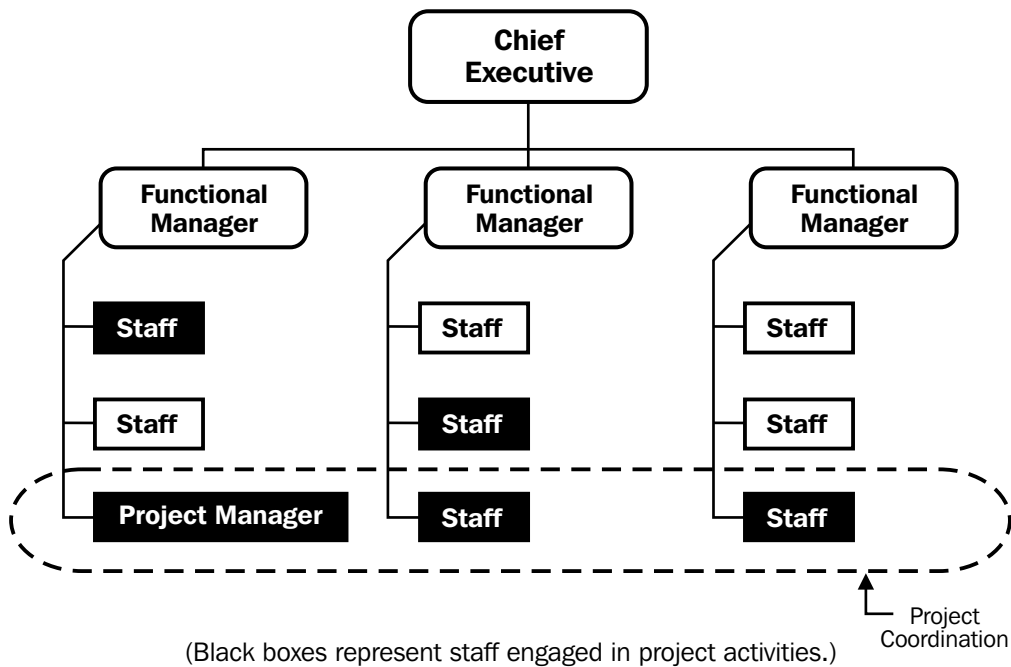 Chief
Executive
Functional
Manager
Functional
Manager
Functional
Manager
Staff
Staff
Staff
Staff
Staff
Staff
Project Manager
Staff
Staff
Project
Coordination
(Black boxes represent staff engaged in project activities.)